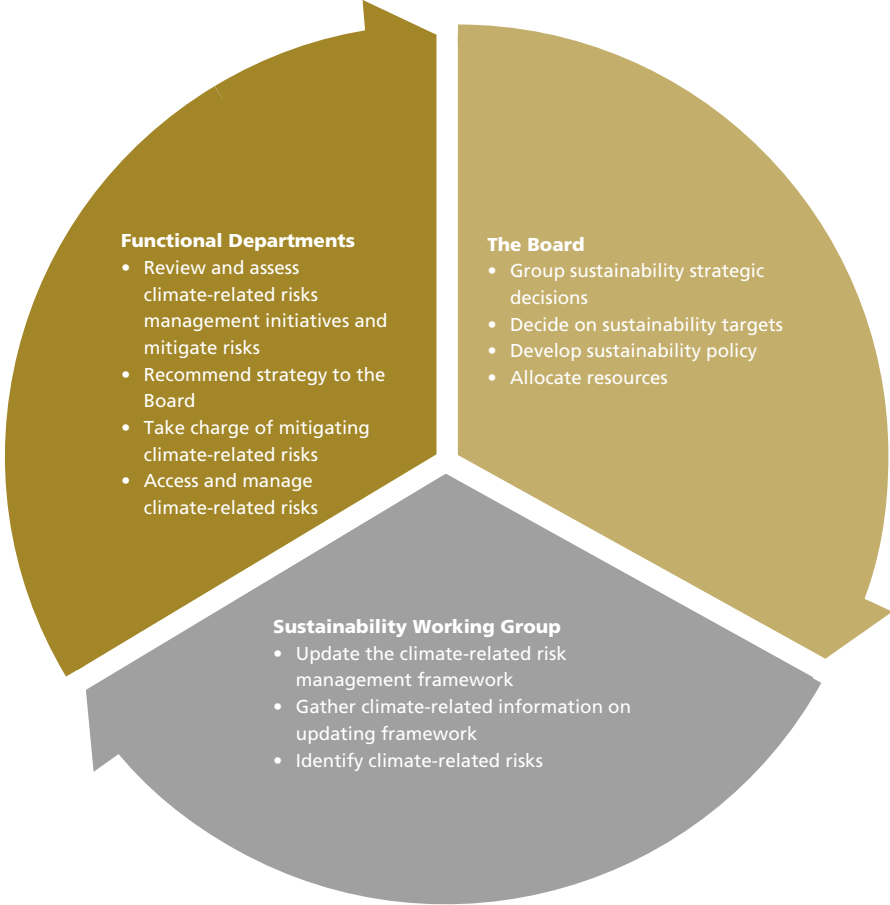 Functional Departments
• Review and assess
climate-related risks
management initiatives and
mitigate risks
• Recommend strategy to the
Board
• Take charge of mitigating
climate-related risks
• Access and manage
climate-related risks
The Board
• Group sustainability strategic
decisions
• Decide on sustainability targets
• Develop sustainability policy
• Allocate resources
Sustainability Working Group
• Update the climate-related risk
management framework
• Gather climate-related information on
updating framework
• Identify climate-related risks